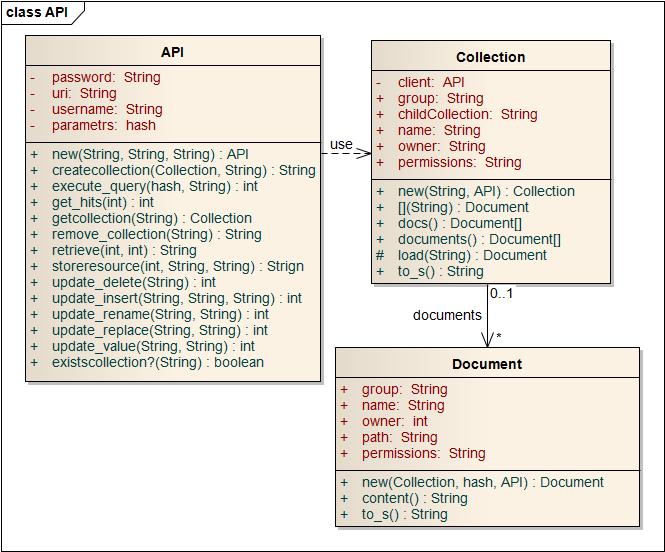 class API
API
- password: String
- uri: String
- username: String
- parametrs: hash
+ new(String, String, String) : API
+ createcollection(Collection, String) : String
+ execute_query(hash, String) : int
+ get_hits(int) : int
+ getcollection(String) : Collection
+ remove_collection(String) : String
+ retrieve(int, int) : String
+ storeresource(int, String, String) : Strign
+ update_delete(String) : int
+ update_insert(String, String, String) : int
+ update_rename(String, String) : int
+ update_replace(String, String) : int
+ update_value(String, String) : int
+ existscollection?(String) : boolean
use
Collection
- client: API
+ group: String
+ childCollection: String
+ name: String
+ owner: String
+ permissions: String
+ new(String, API) : Collection
+ [](String) : Document
+ docs() : Document[]
+ documents() : Document[]
# load(String) : Document
+ to_s() : String
0..1
documents
*
Document
+ group: String
+ name: String
+ owner: int
+ path: String
+ permissions: String
+ new(Collection, hash, API) : Document
+ content() : String
+ to_s() : String